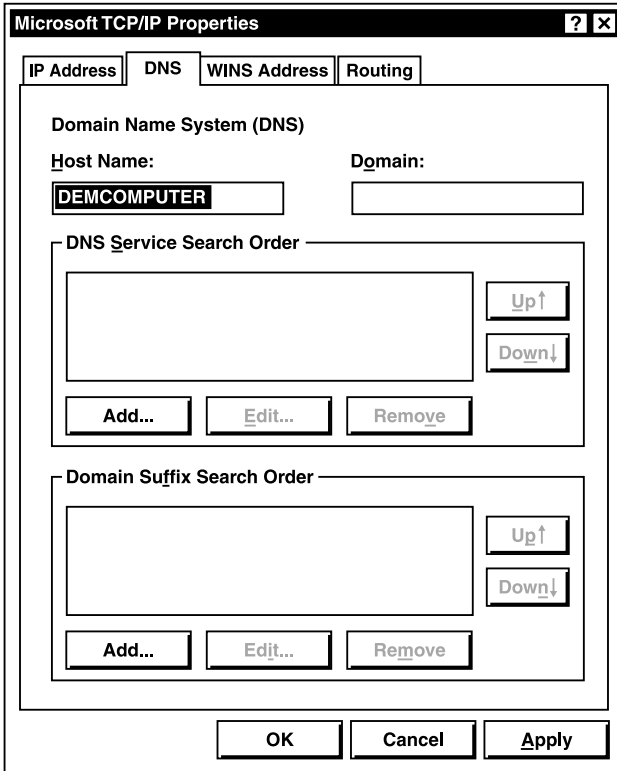 Microsoft TCP/IP Properties ? ×
IP Address DNS WINS Address Routing
Domain Name System (DNS)
Host Name: Domain:
DEMCOMPUTER
DNS Service Search Order
Up↑
Down↓
Add... Edit... Remove
Domain Suffix Search Order
Up↑
Down↓
Add... Edit... Remove
OK Cancel Apply